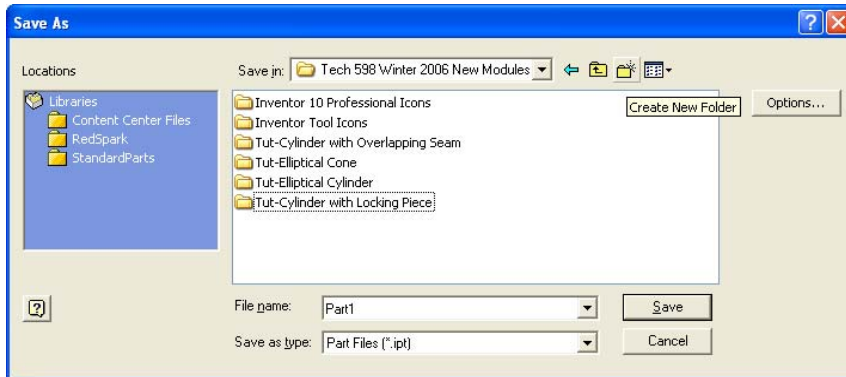 Save As
Locations
Save in: Tech 598 Winter 2006 New Modules
Libraries
Content Center Files
RedSpark
StandardParts
Inventor 10 Professional Icons
Inventor Tool Icons
Tut-Cylinder with Overlapping Seam
Tut-Elliptical Cone
Tut-Elliptical Cylinder
Tut-Cylinder with Locking Piece
Create New Folder
Options...
File name: Part1
Save
Save as type: Part Files (*.ipt)
Cancel